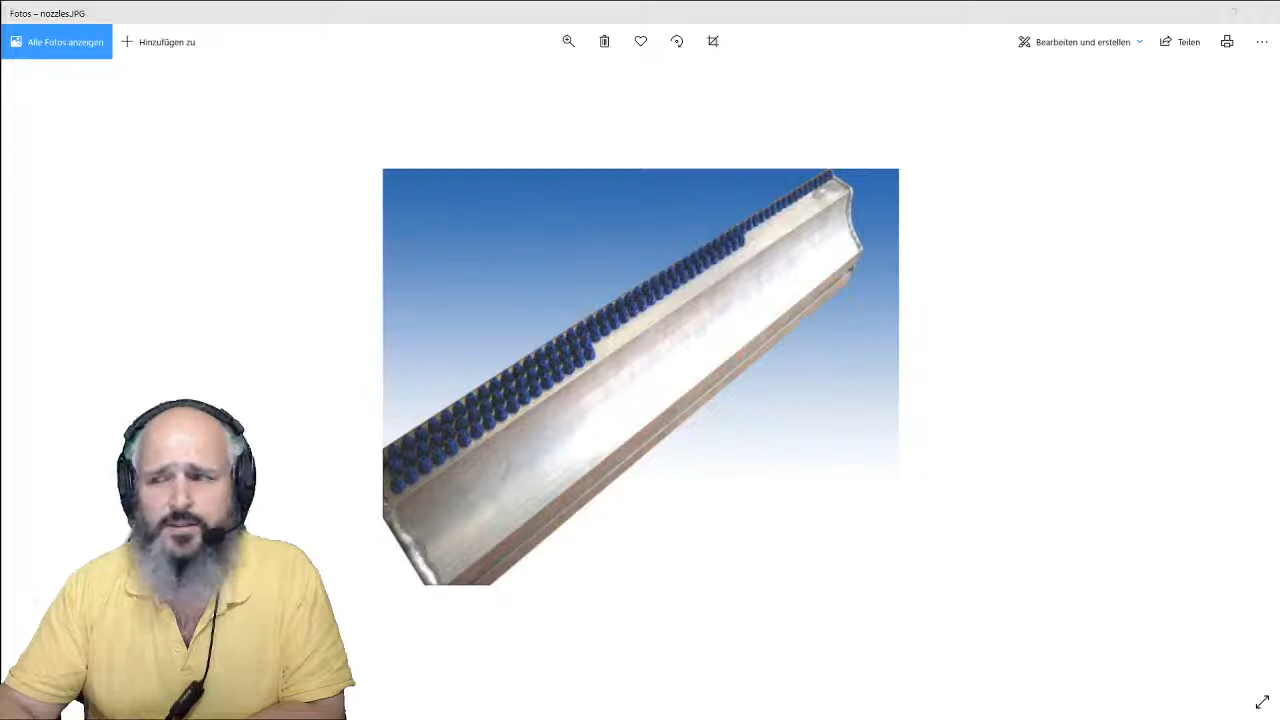 Fotos – nozzles.JPG
Alle Fotos anzeigen
Hinzufügen zu
Bearbeiten und erstellen
Teilen